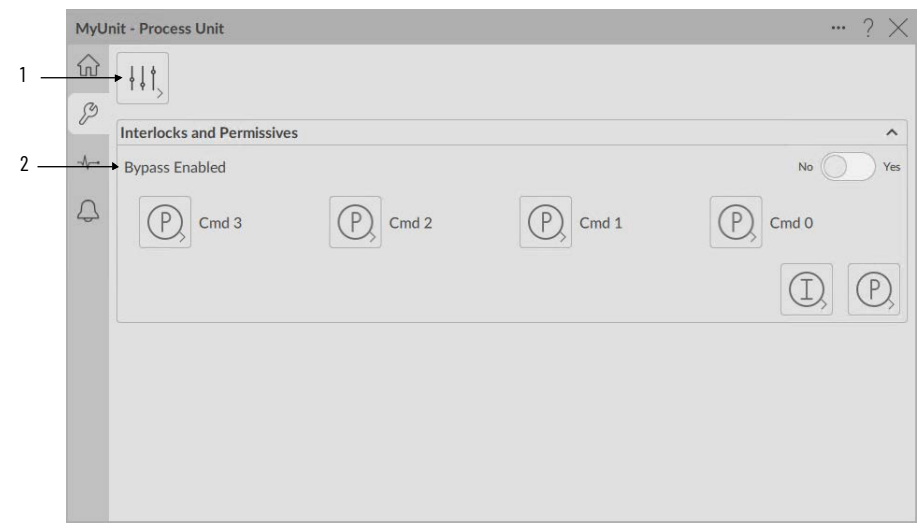 MyUnit - Process Unit ... ?
1
Interlocks and Permissives
2
Bypass Enabled No Yes
P Cmd 3 P Cmd 2 P Cmd 1 P Cmd 0
I P